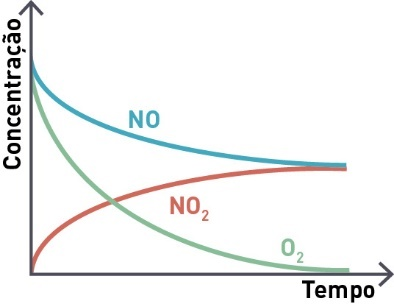 Concentração
NO
NO₂
O₂
Tempo